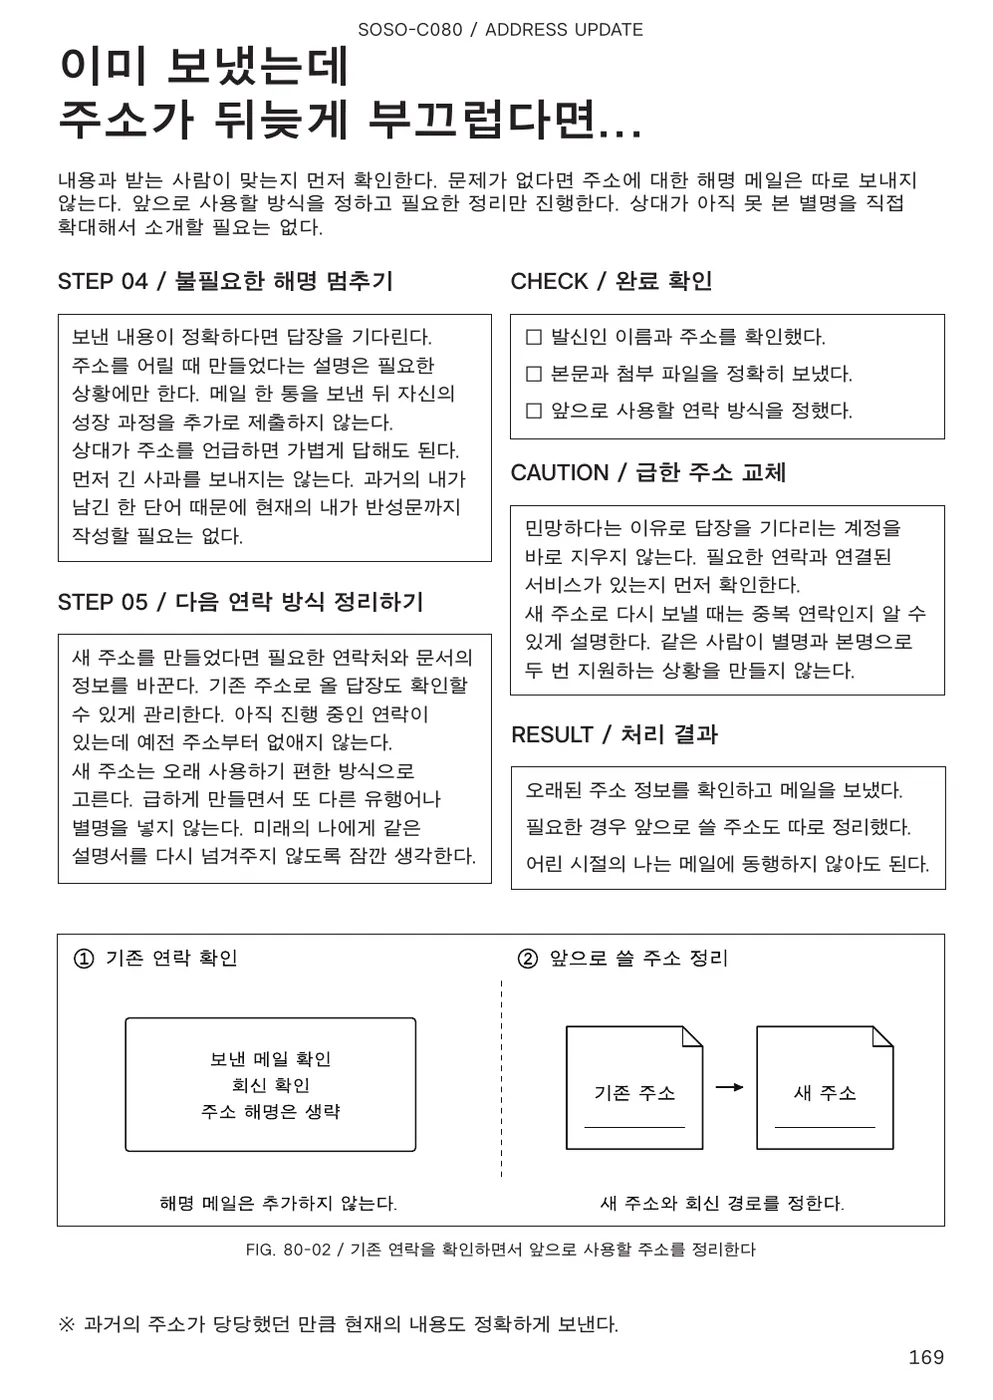 SOSO-C080 / ADDRESS UPDATE
이미 보냈는데
주소가 뒤늦게 부끄럽다면...
내용과 받는 사람이 맞는지 먼저 확인한다. 문제가 없다면 주소에 대한 해명 메일은 따로 보내지
않는다. 앞으로 사용할 방식을 정하고 필요한 정리만 진행한다. 상대가 아직 못 본 별명을 직접
확대해서 소개할 필요는 없다.
STEP 04 / 불필요한 해명 멈추기
보낸 내용이 정확하다면 답장을 기다린다.
주소를 어릴 때 만들었다는 설명은 필요한
상황에만 한다. 메일 한 통을 보낸 뒤 자신의
성장 과정을 추가로 제출하지 않는다.
상대가 주소를 언급하면 가볍게 답해도 된다.
먼저 긴 사과를 보내지는 않는다. 과거의 내가
남긴 한 단어 때문에 현재의 내가 반성문까지
작성할 필요는 없다.
STEP 05 / 다음 연락 방식 정리하기
새 주소를 만들었다면 필요한 연락처와 문서의
정보를 바꾼다. 기존 주소로 올 답장도 확인할
수 있게 관리한다. 아직 진행 중인 연락이
있는데 예전 주소부터 없애지 않는다.
새 주소는 오래 사용하기 편한 방식으로
고른다. 급하게 만들면서 또 다른 유행어나
별명을 넣지 않는다. 미래의 나에게 같은
설명서를 다시 넘겨주지 않도록 잠깐 생각한다.
CHECK / 완료 확인
□ 발신인 이름과 주소를 확인했다.
□ 본문과 첨부 파일을 정확히 보냈다.
□ 앞으로 사용할 연락 방식을 정했다.
CAUTION / 급한 주소 교체
민망하다는 이유로 답장을 기다리는 계정을
바로 지우지 않는다. 필요한 연락과 연결된
서비스가 있는지 먼저 확인한다.
새 주소로 다시 보낼 때는 중복 연락인지 알 수
있게 설명한다. 같은 사람이 별명과 본명으로
두 번 지원하는 상황을 만들지 않는다.
RESULT / 처리 결과
오래된 주소 정보를 확인하고 메일을 보냈다.
필요한 경우 앞으로 쓸 주소도 따로 정리했다.
어린 시절의 나는 메일에 동행하지 않아도 된다.
① 기존 연락 확인
보낸 메일 확인
회신 확인
주소 해명은 생략
해명 메일은 추가하지 않는다.
② 앞으로 쓸 주소 정리
기존 주소
새 주소
새 주소와 회신 경로를 정한다.
FIG. 80-02 / 기존 연락을 확인하면서 앞으로 사용할 주소를 정리한다
※ 과거의 주소가 당당했던 만큼 현재의 내용도 정확하게 보낸다.
169